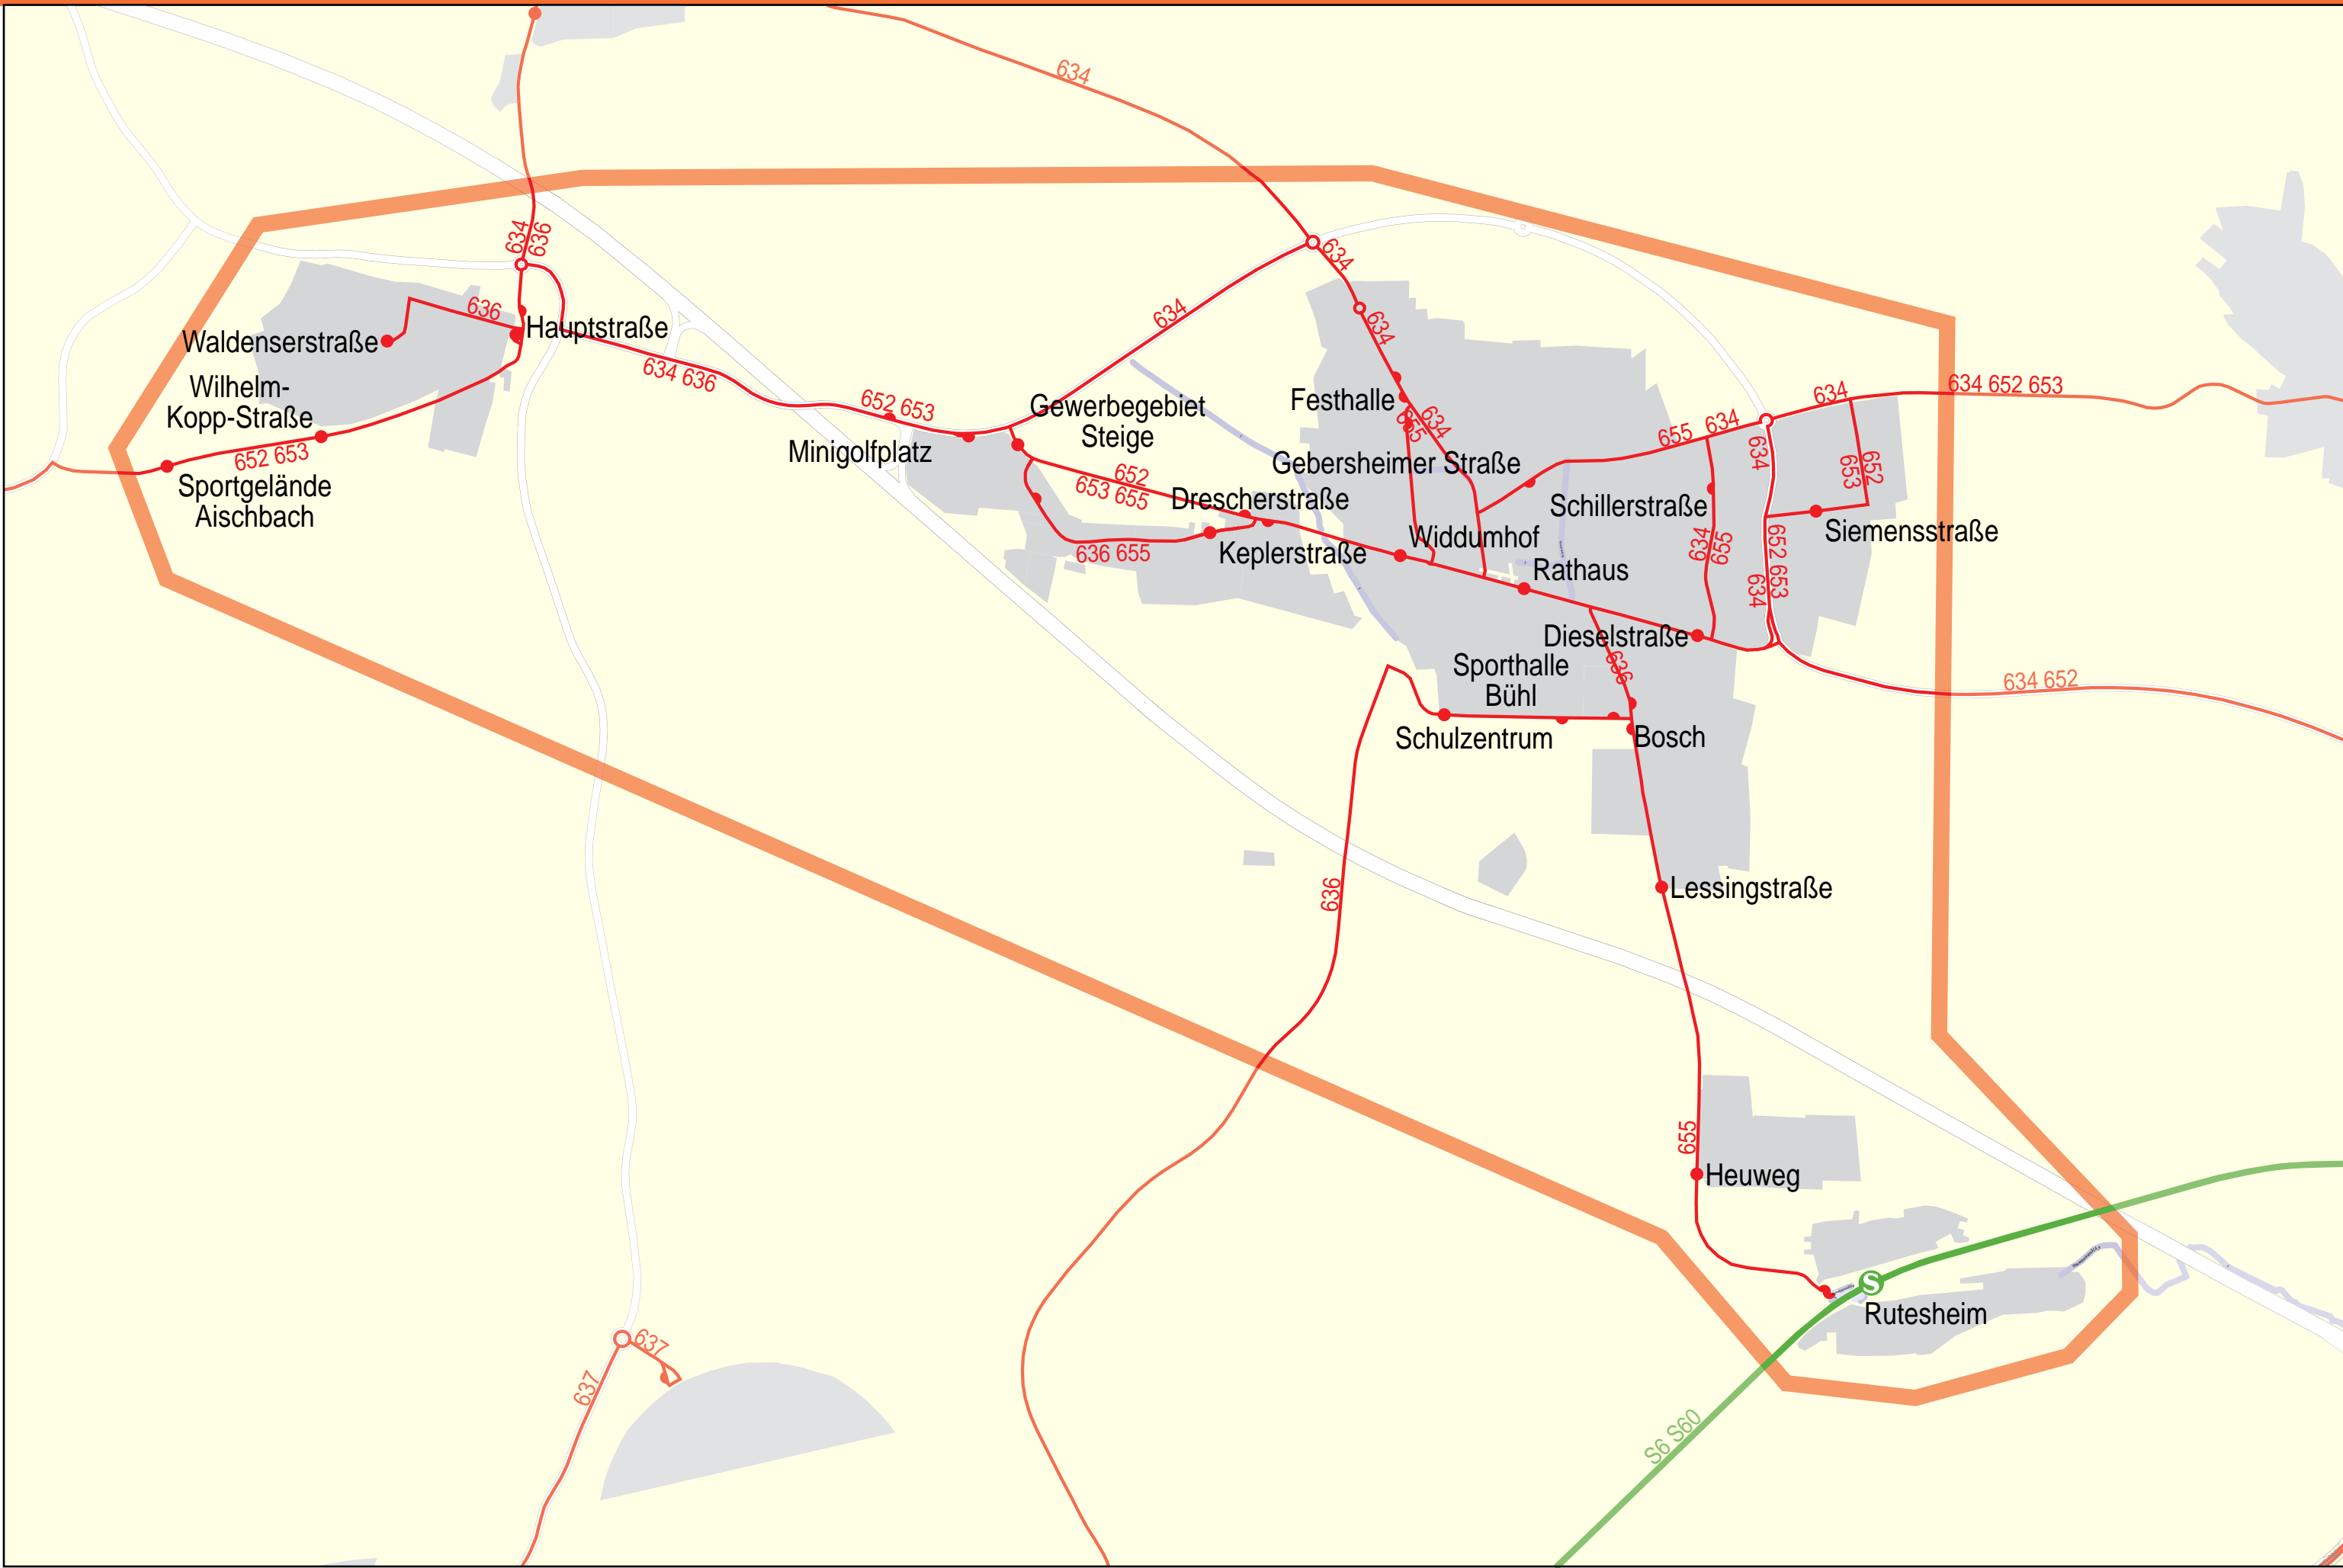 634
634
636
636
Hauptstraße
Waldenserstraße
634 636
Wilhelm-
Kopp-Straße
652 653
Sportgelände
Aischbach
652 653
Minigolfplatz
Gewerbegebiet
Steige
634
634
634
Festhalle
634
655
655
634
634
634 652 653
634
653
652
652
653 655
Gebersheimer Straße
Drescherstraße
Schillerstraße
Siemensstraße
636 655
Keplerstraße
Widdumhof
634
655
652 653
634
Rathaus
Dieselstraße
636
Sporthalle
Bühl
634 652
Schulzentrum
Bosch
636
Lessingstraße
655
Heuweg
S
Rutesheim
637
637
S6 S60